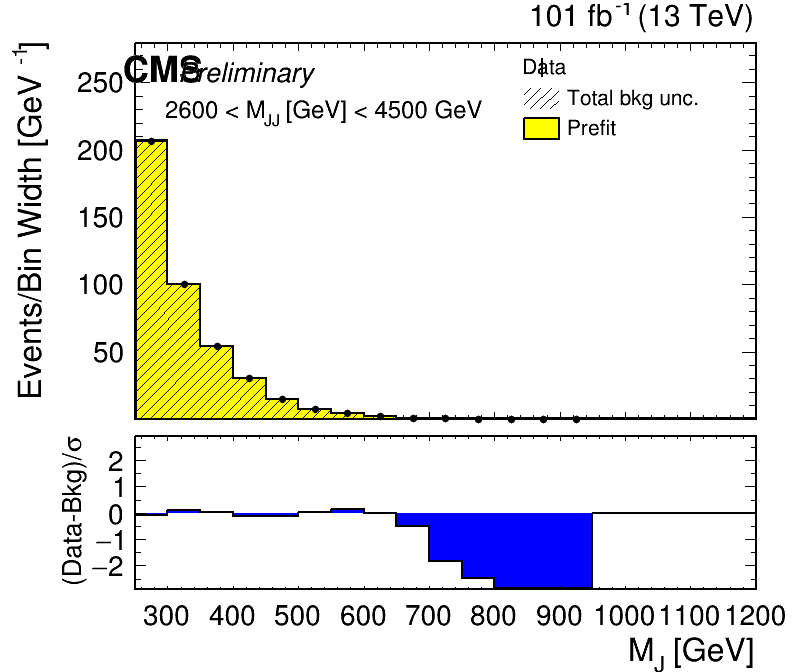 101 fb⁻¹ (13 TeV)
CMS Preliminary
2600 < M_JJ [GeV] < 4500 GeV
Data
Total bkg unc.
Prefit
Events/Bin Width [GeV⁻¹]
250
200
150
100
50
(Data-Bkg)/σ
2
1
0
−1
−2
300 400 500 600 700 800 900 1000 1100 1200
M_J [GeV]